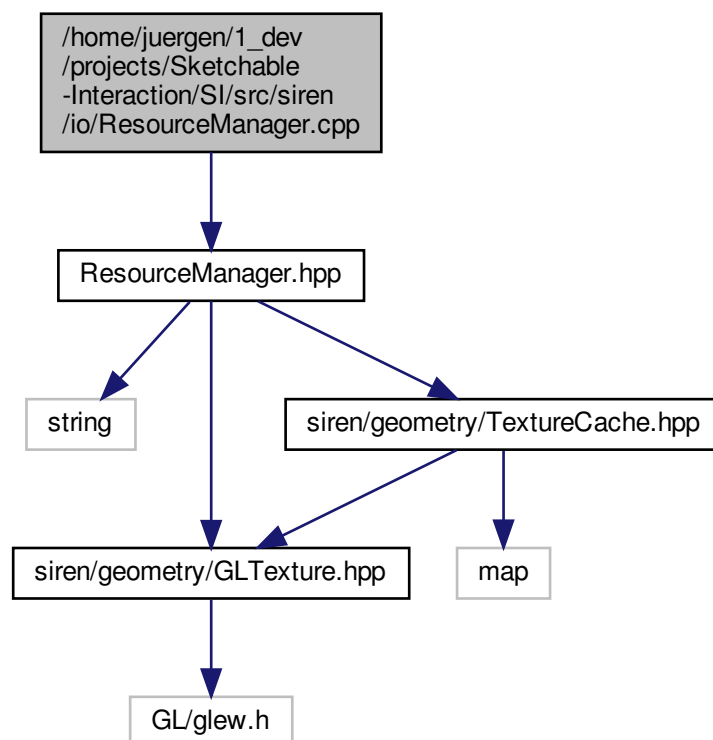 /home/juergen/1_dev
/projects/Sketchable
-Interaction/SI/src/siren
/io/ResourceManager.cpp
ResourceManager.hpp
string
siren/geometry/TextureCache.hpp
siren/geometry/GLTexture.hpp
map
GL/glew.h